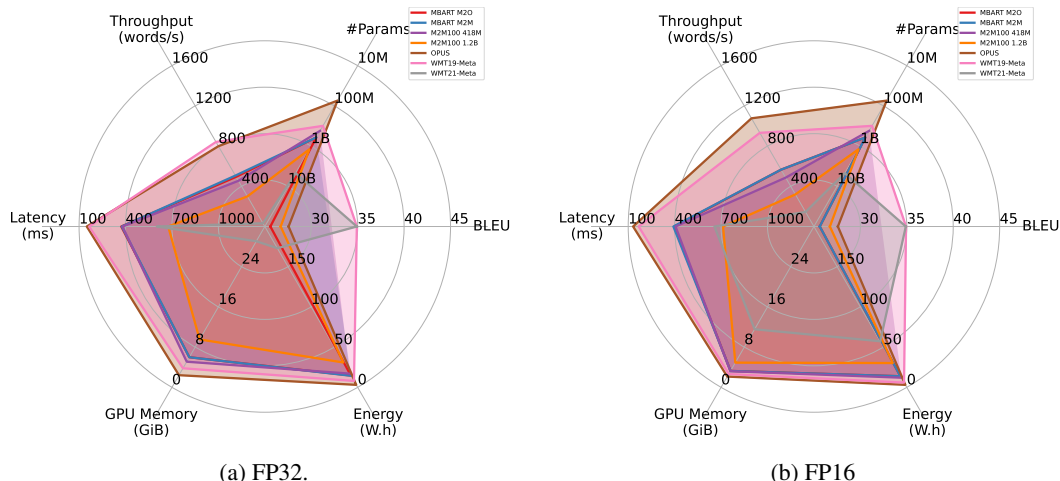 Throughput
(words/s)
#Params
MBART M2O
MBART M2M
M2M100 418M
M2M100 1.2B
OPUS
WMT19-Meta
WMT21-Meta
1600
1200
800
400
10M
100M
1B
10B
Latency
(ms)
100
400
700
1000
30
35
40
45
BLEU
24
16
8
0
150
100
50
0
GPU Memory
(GiB)
Energy
(W.h)
(a) FP32.
Throughput
(words/s)
#Params
MBART M2O
MBART M2M
M2M100 418M
M2M100 1.2B
OPUS
WMT19-Meta
WMT21-Meta
1600
1200
800
400
10M
100M
1B
10B
Latency
(ms)
100
400
700
1000
30
35
40
45
BLEU
24
16
8
0
150
100
50
0
GPU Memory
(GiB)
Energy
(W.h)
(b) FP16